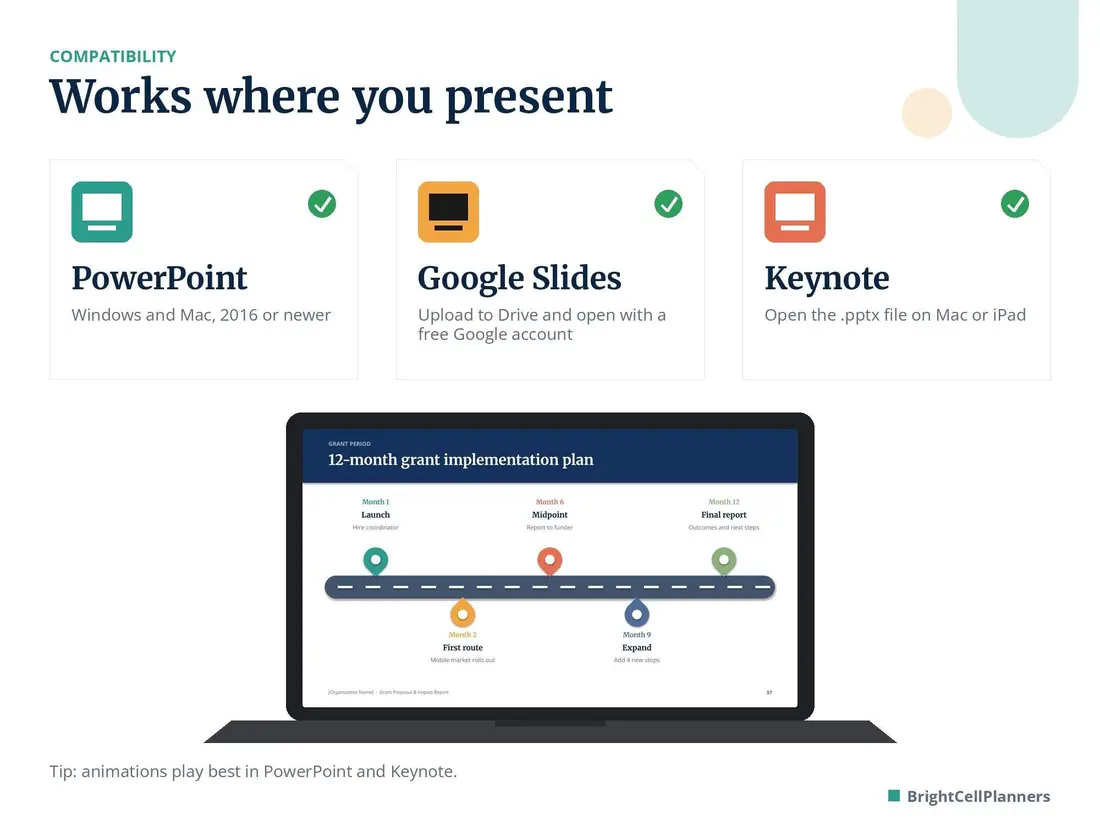 COMPATIBILITY
Works where you present
PowerPoint
Windows and Mac, 2016 or newer
Google Slides
Upload to Drive and open with a
free Google account
Keynote
Open the .pptx file on Mac or iPad
GRANT PERIOD
12-month grant implementation plan
Month 1
Launch
Hire coordinator
Month 6
Midpoint
Report to funder
Month 12
Final report
Outcomes and next steps
Month 2
First route
Mobile market rolls out
Month 9
Expand
Add 4 new stops
[Organization Name] · Grant Proposal & Impact Report
57
Tip: animations play best in PowerPoint and Keynote.
BrightCellPlanners